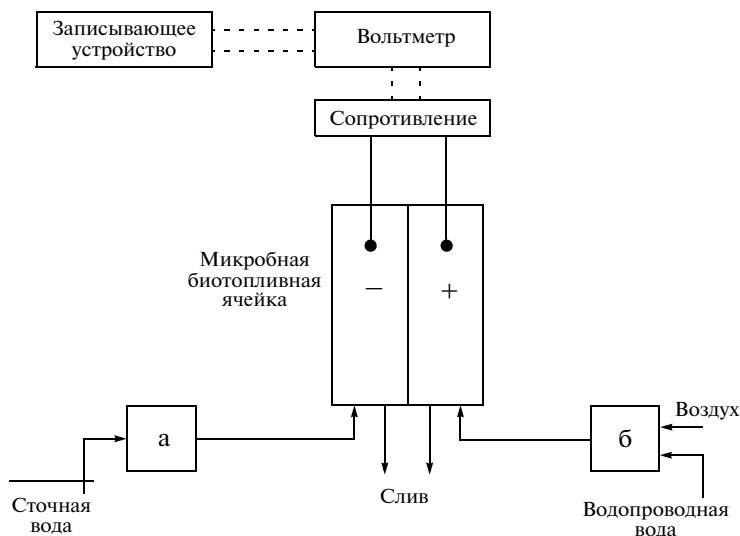 Записывающее
устройство
Вольтметр
Сопротивление
Микробная
биотопливная
ячейка
−
+
а
б
Воздух
Сточная
вода
Слив
Водопроводная
вода